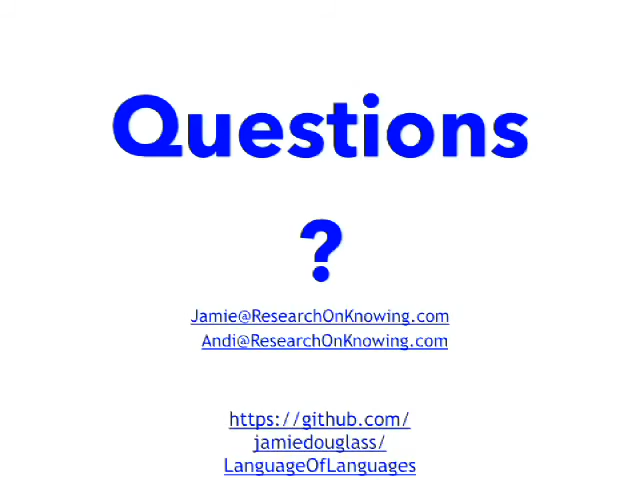 Questions
?
Jamie@ResearchOnKnowing.com
Andi@ResearchOnKnowing.com
https://github.com/
jamiedouglass/
LanguageOfLanguages